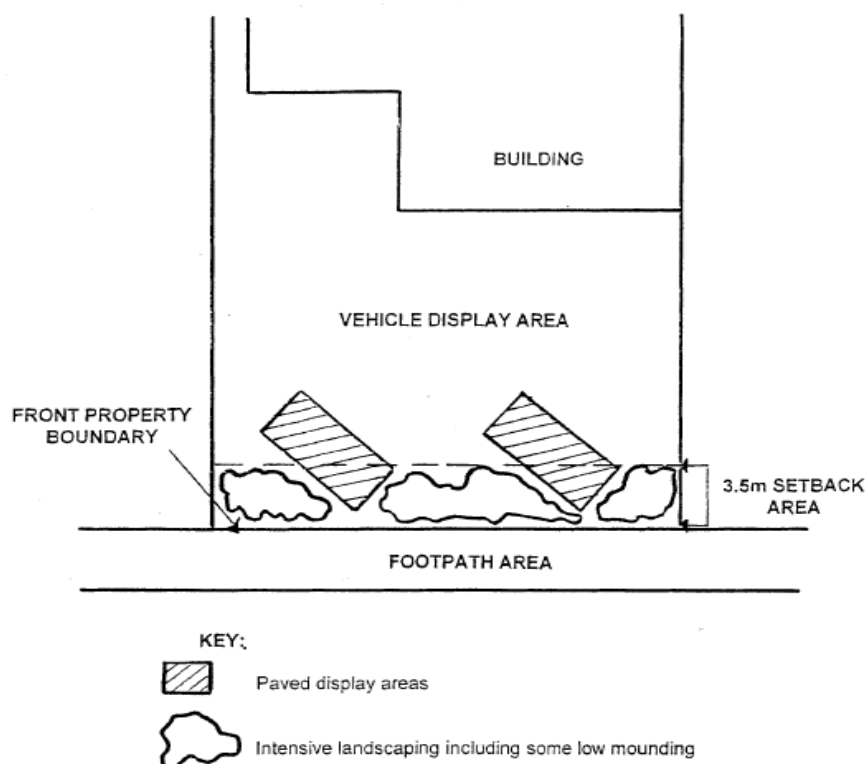 BUILDING
VEHICLE DISPLAY AREA
FRONT PROPERTY
BOUNDARY
3.5m SETBACK
AREA
FOOTPATH AREA
KEY:
Paved display areas
Intensive landscaping including some low mounding